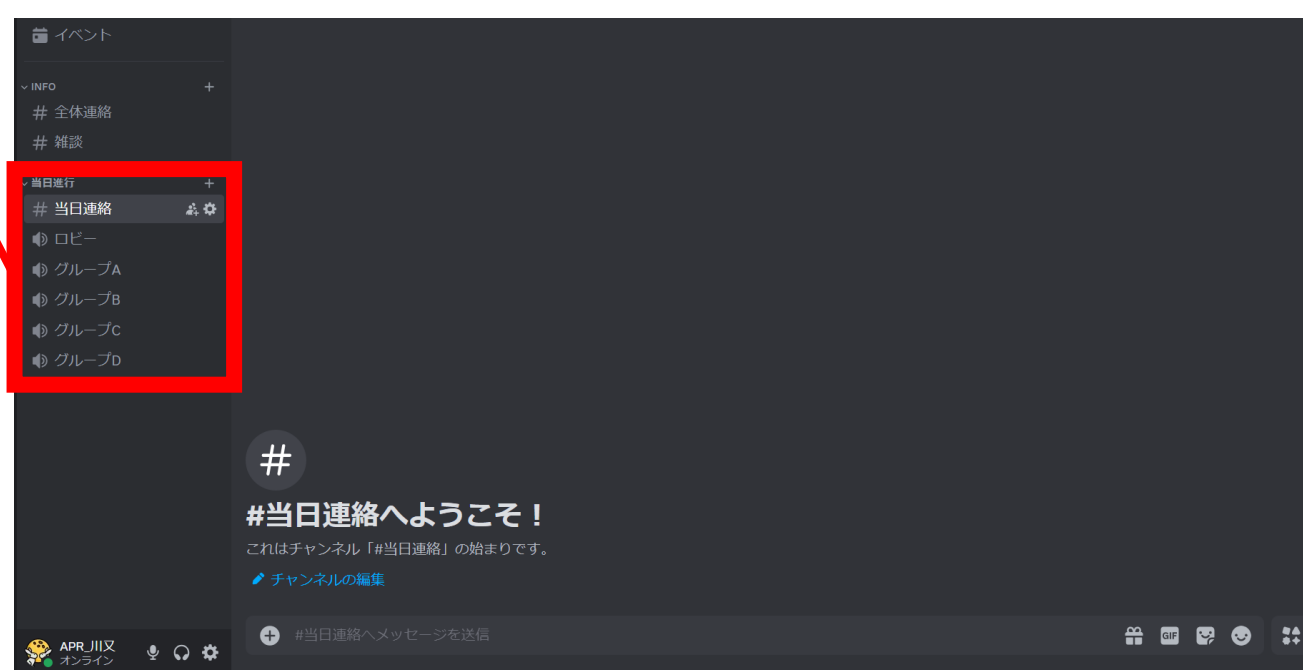 イベント
INFO
全体連絡
雑談
当日進行
当日連絡
ロビー
グループA
グループB
グループC
グループD
#
#当日連絡へようこそ！
これはチャンネル「#当日連絡」の始まりです。
チャンネルの編集
#当日連絡へメッセージを送信
GIF
APR_川又
オンライン